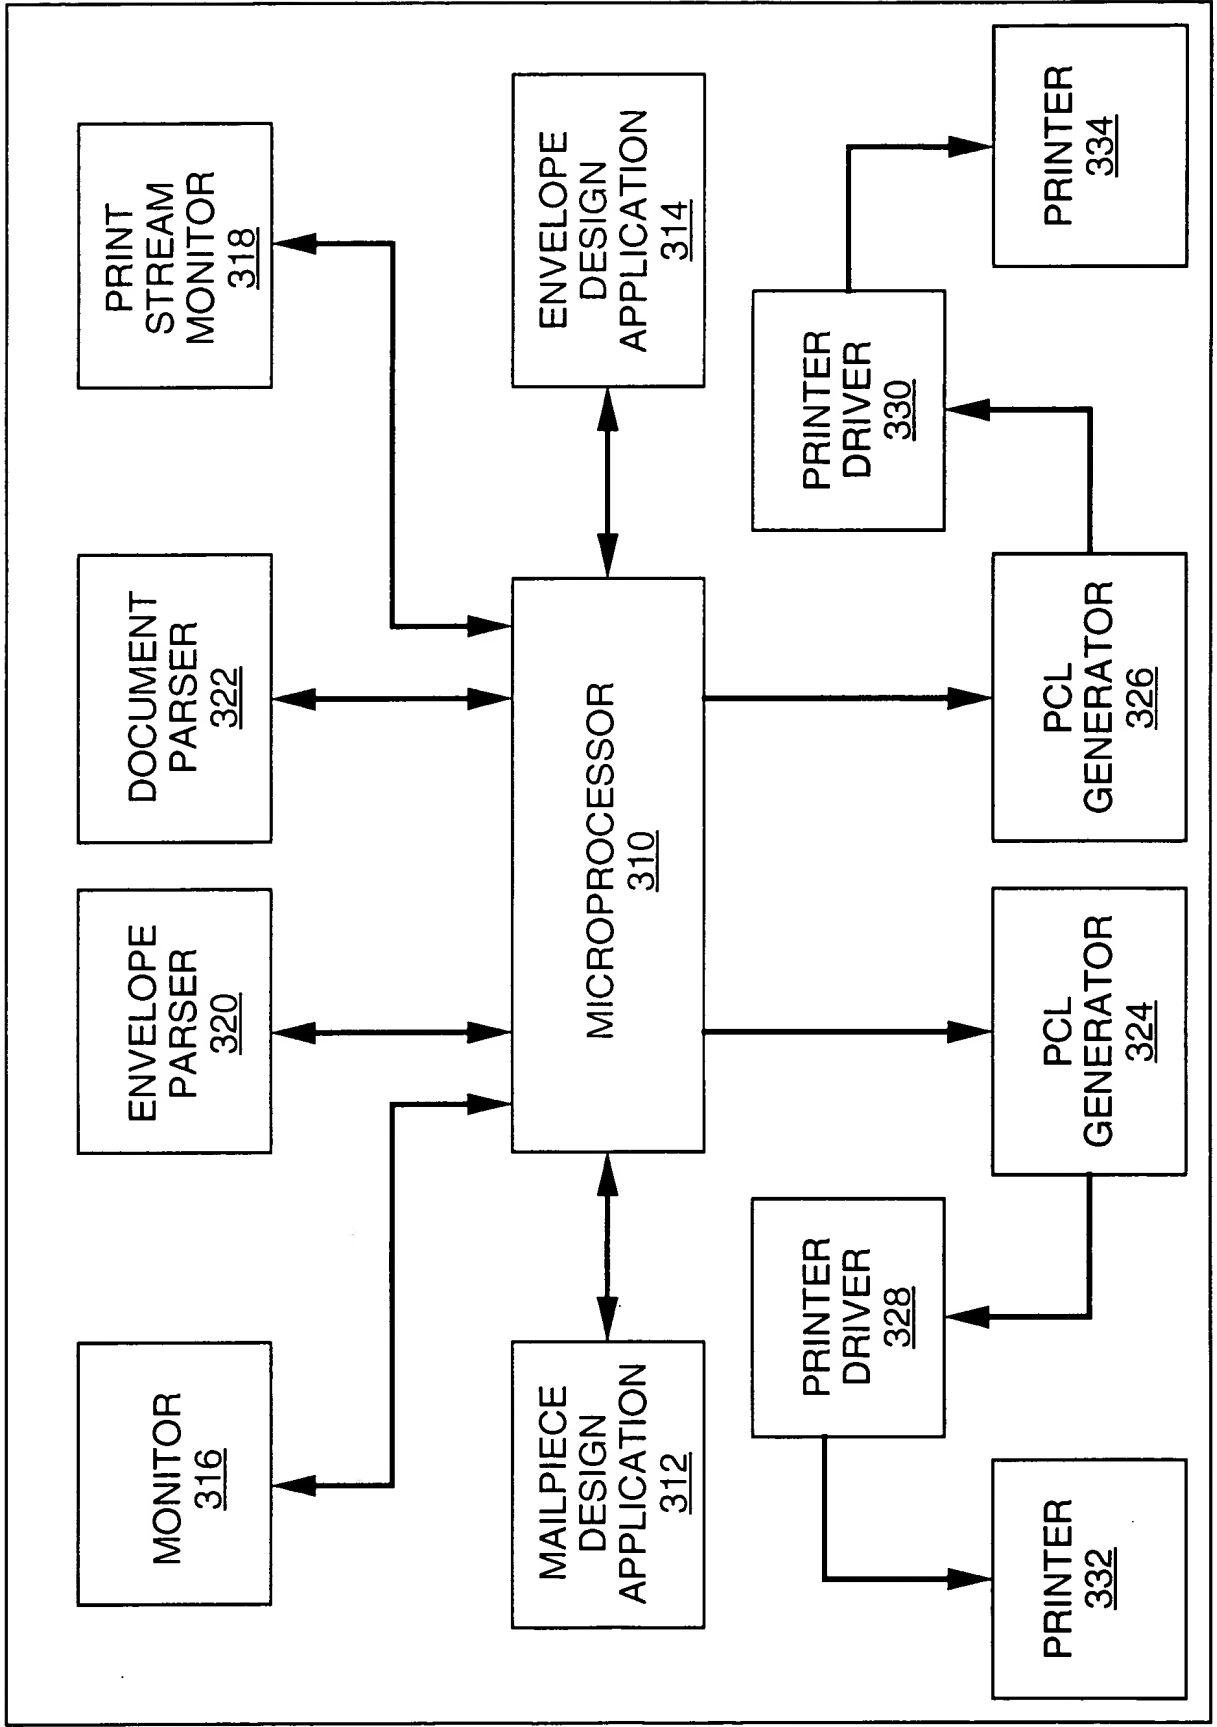 MONITOR
316
ENVELOPE
PARSER
320
DOCUMENT
PARSER
322
PRINT
STREAM
MONITOR
318
MAILPIECE
DESIGN
APPLICATION
312
MICROPROCESSOR
310
ENVELOPE
DESIGN
APPLICATION
314
PRINTER
DRIVER
328
PRINTER
DRIVER
330
PRINTER
332
PCL
GENERATOR
324
PCL
GENERATOR
326
PRINTER
334